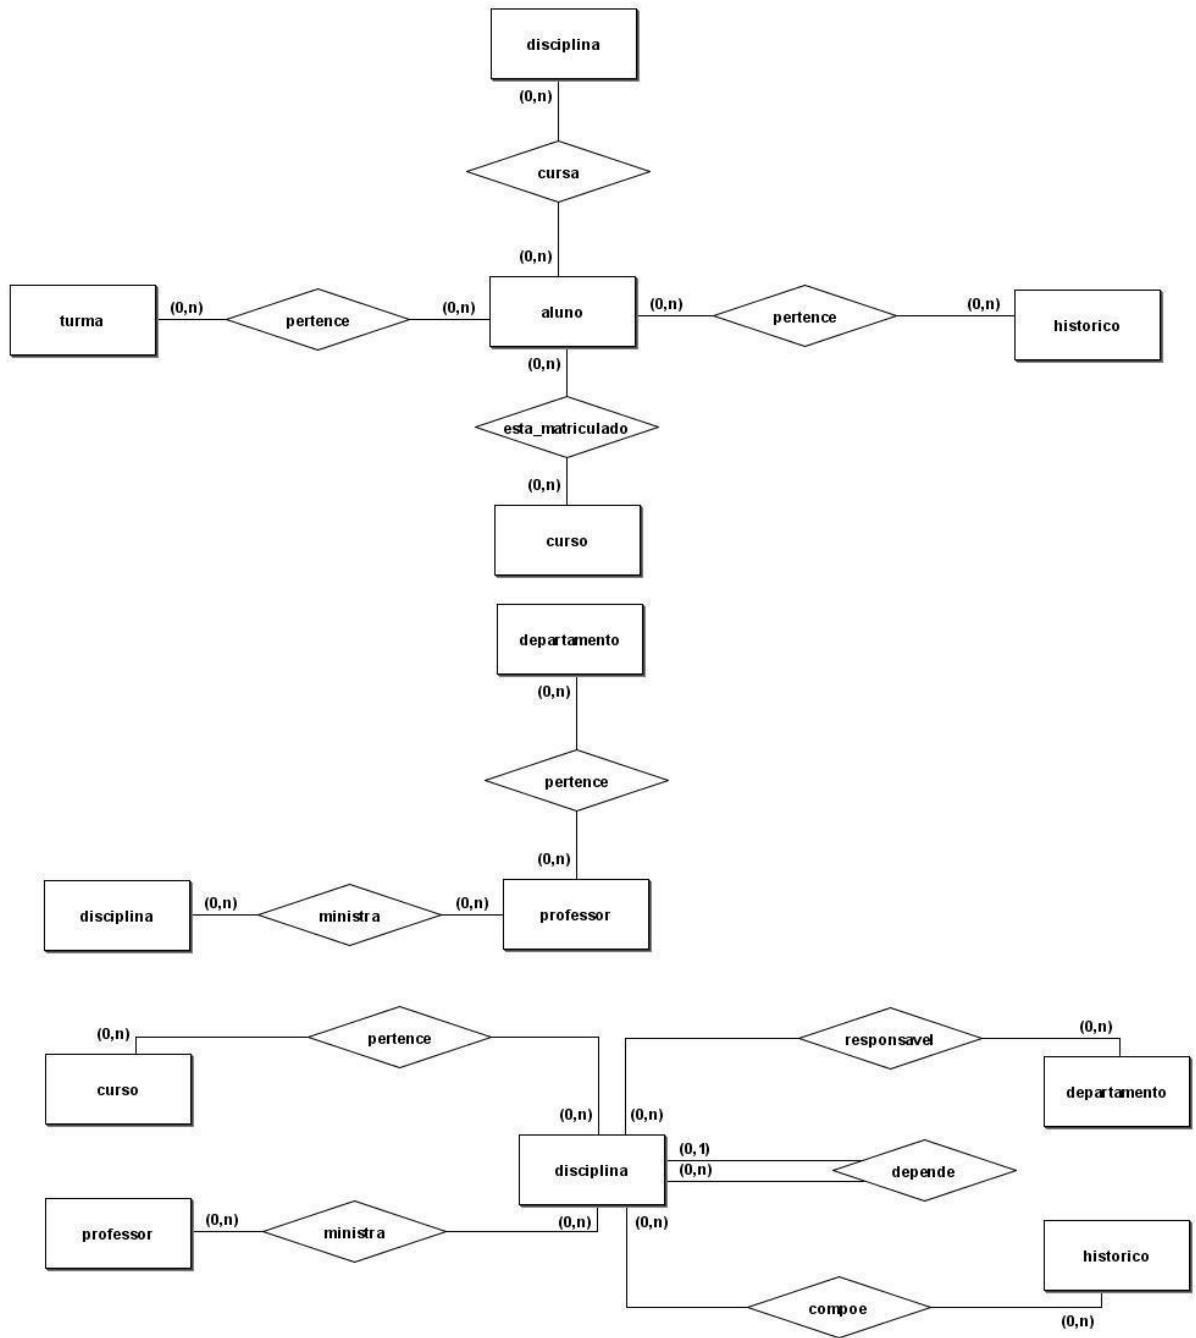 disciplina
(0,n)
cursa
(0,n)
turma
(0,n)
pertence
(0,n)
aluno
(0,n)
pertence
(0,n)
historico
(0,n)
esta_matriculado
(0,n)
curso
departamento
(0,n)
pertence
(0,n)
disciplina
(0,n)
ministra
(0,n)
professor
(0,n)
pertence
curso
(0,n)
responsavel
(0,n)
departamento
(0,n)
(0,n)
disciplina
(0,1)
(0,n)
depende
professor
(0,n)
ministra
(0,n)
(0,n)
historico
compoe
(0,n)